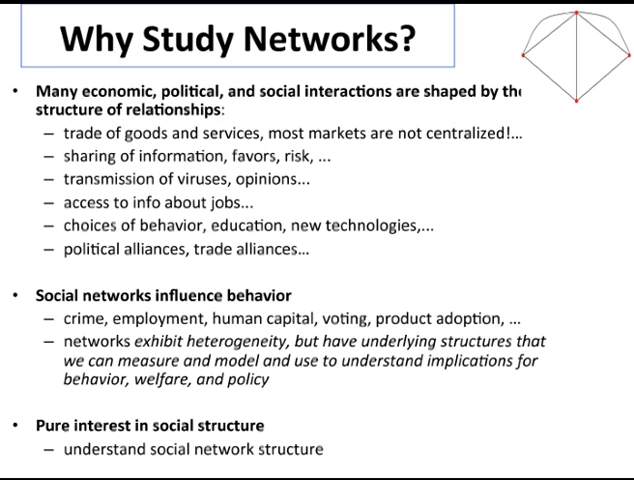 Why Study Networks?
• Many economic, political, and social interactions are shaped by the
structure of relationships:
– trade of goods and services, most markets are not centralized!...
– sharing of information, favors, risk, ...
– transmission of viruses, opinions...
– access to info about jobs...
– choices of behavior, education, new technologies,...
– political alliances, trade alliances...
• Social networks influence behavior
– crime, employment, human capital, voting, product adoption, ...
– networks exhibit heterogeneity, but have underlying structures that
we can measure and model and use to understand implications for
behavior, welfare, and policy
• Pure interest in social structure
– understand social network structure